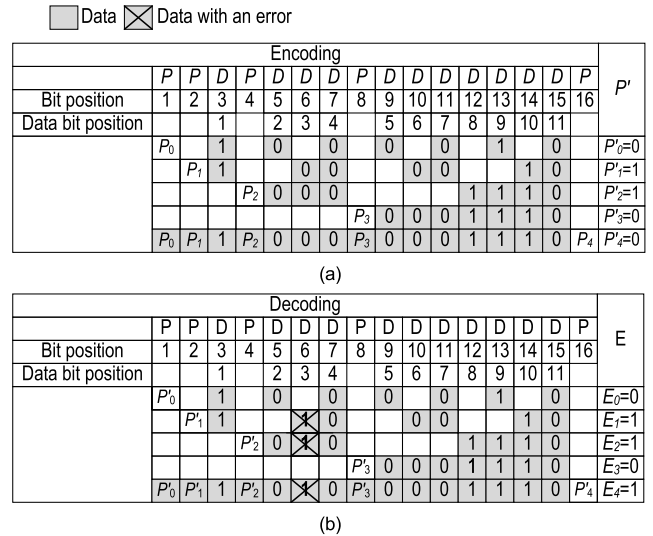 Data Data with an error
Encoding
P P D P D D D P D D D D D D D P P'
Bit position 1 2 3 4 5 6 7 8 9 10 11 12 13 14 15 16
Data bit position 1 2 3 4 5 6 7 8 9 10 11
P0 1 0 0 0 0 1 0 P'0=0
P1 1 0 0 0 0 1 0 P'1=1
P2 0 0 0 1 1 1 0 P'2=1
P3 0 0 0 1 1 1 0 P'3=0
P0 P1 1 P2 0 0 0 P3 0 0 0 1 1 1 0 P4 P'4=0
(a)
Decoding
P P D P D D D P D D D D D D D P E
Bit position 1 2 3 4 5 6 7 8 9 10 11 12 13 14 15 16
Data bit position 1 2 3 4 5 6 7 8 9 10 11
P'0 1 0 0 0 0 1 0 E0=0
P'1 1 1 0 0 0 1 0 E1=1
P'2 0 1 0 1 1 1 0 E2=1
P'3 0 0 0 1 1 1 0 E3=0
P'0 P'1 1 P'2 0 1 0 P'3 0 0 0 1 1 1 0 P'4 E4=1
(b)